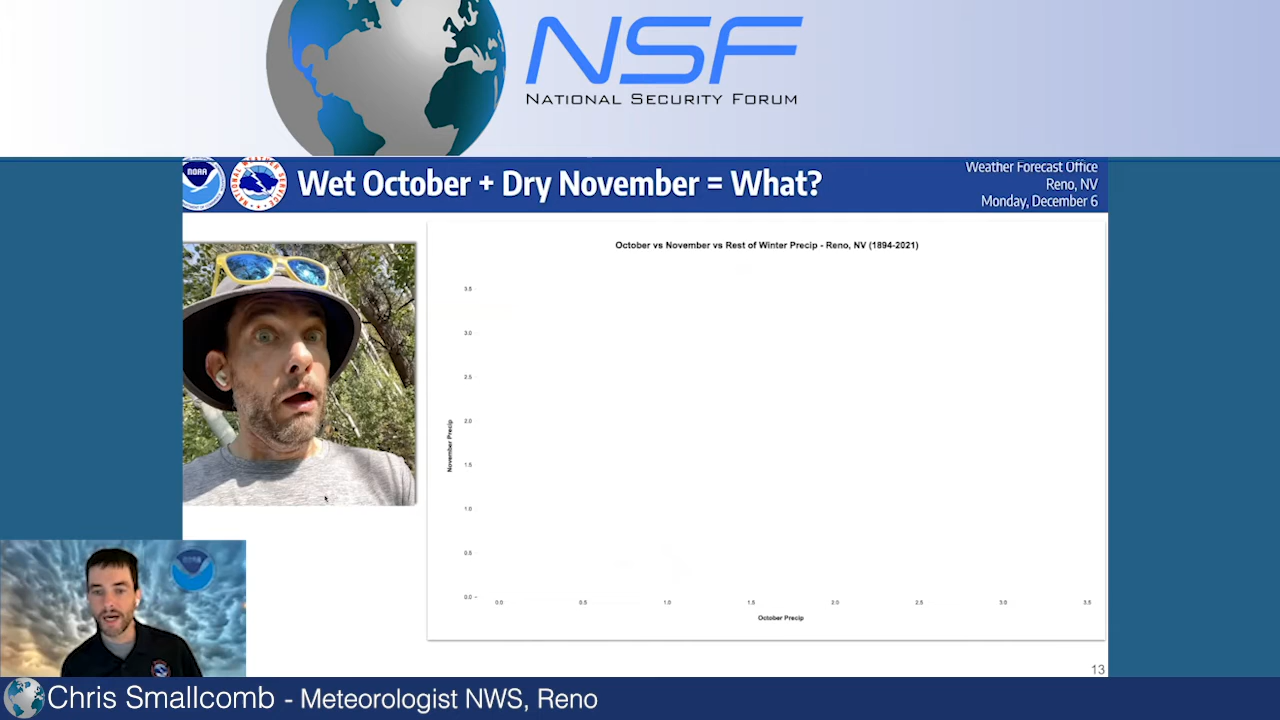 NSF
NATIONAL SECURITY FORUM
NOAA
Wet October + Dry November = What?
Weather Forecast Office
Reno, NV
Monday, December 6
October vs November vs Rest of Winter Precip - Reno, NV (1894-2021)
3.5
3.0
2.5
2.0
1.5
1.0
0.5
0.0
November Precip
0.0 0.5 1.0 1.5 2.0 2.5 3.0 3.5
October Precip
13
Chris Smallcomb - Meteorologist NWS, Reno